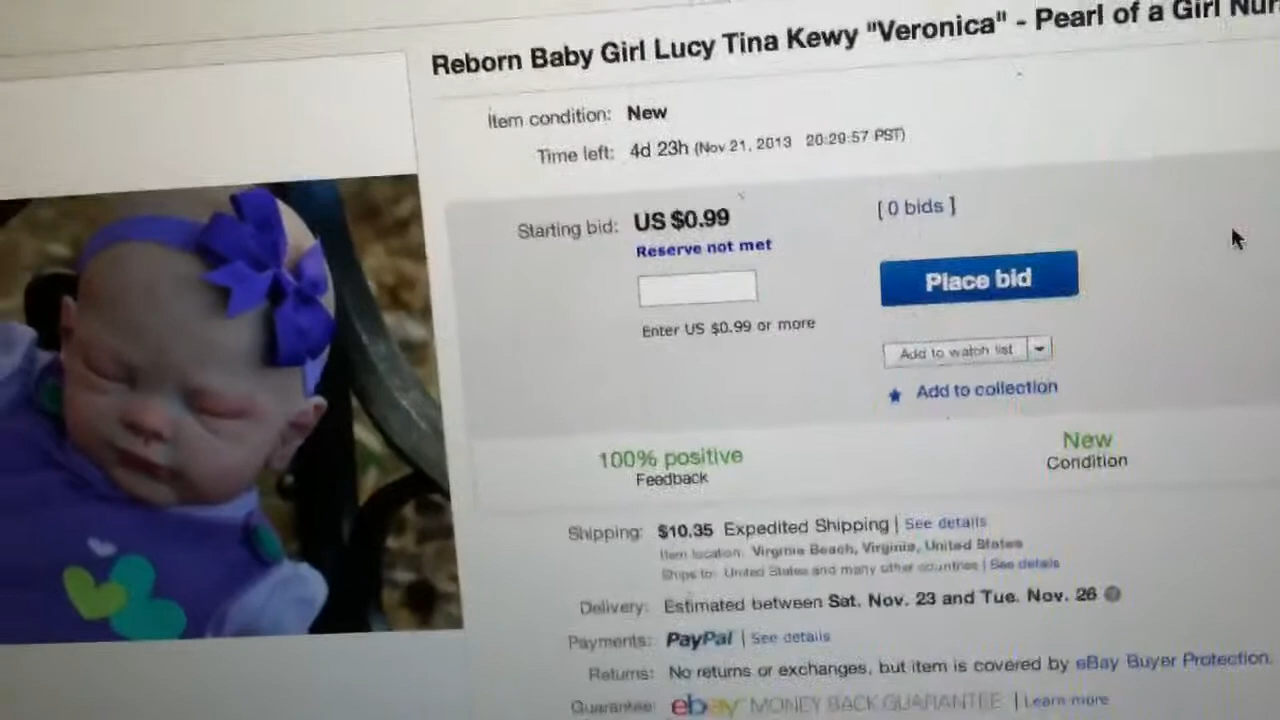 Reborn Baby Girl Lucy Tina Kewy "Veronica" - Pearl of a Girl Nur
Item condition: New
Time left: 4d 23h (Nov 21, 2013 20:29:57 PST)
Starting bid: US $0.99 [ 0 bids ]
Reserve not met
Place bid
Enter US $0.99 or more
Add to watch list
Add to collection
100% positive
Feedback
New
Condition
Shipping: $10.35 Expedited Shipping | See details
Item location: Virginia Beach, Virginia, United States
Ships to: United States and many other countries | See details
Delivery: Estimated between Sat. Nov. 23 and Tue. Nov. 26
Payments: PayPal | See details
Returns: No returns or exchanges, but item is covered by eBay Buyer Protection.
Guarantee: ebay MONEY BACK GUARANTEE | Learn more